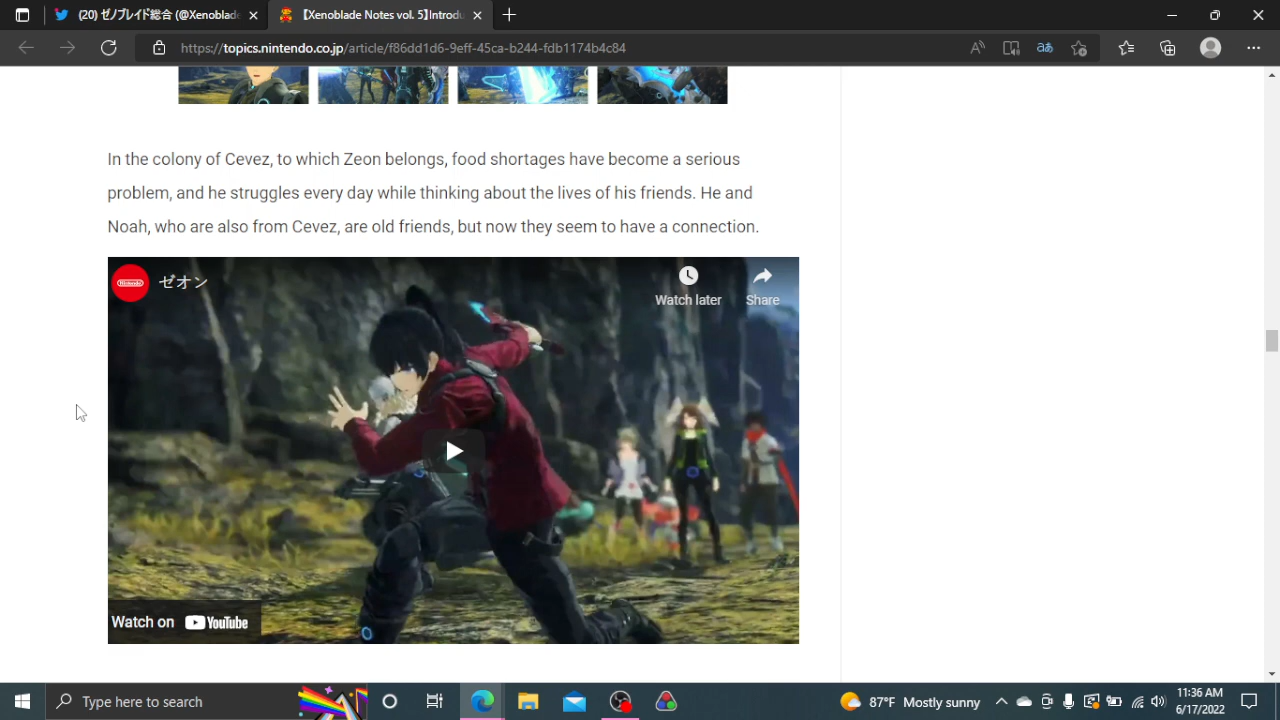 (20) ゼノブレイド総合 (@Xenoblade
【Xenoblade Notes vol. 5】Introdu
https://topics.nintendo.co.jp/article/f86dd1d6-9eff-45ca-b244-fdb1174b4c84
In the colony of Cevez, to which Zeon belongs, food shortages have become a serious
problem, and he struggles every day while thinking about the lives of his friends. He and
Noah, who are also from Cevez, are old friends, but now they seem to have a connection.
Nintendo
ゼオン
Watch later
Share
Watch on YouTube
Type here to search
87°F Mostly sunny
11:36 AM
6/17/2022